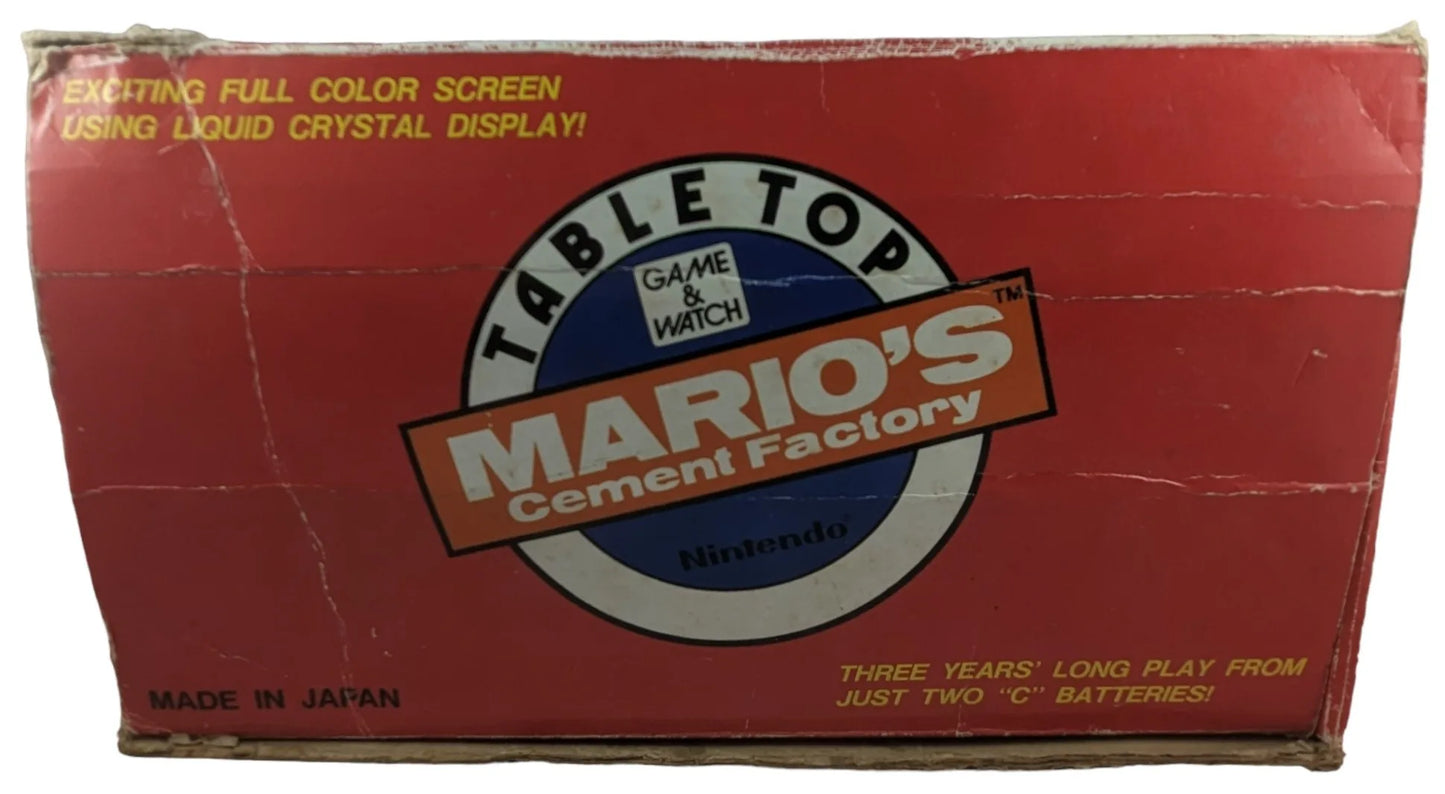 EXCITING FULL COLOR SCREEN
USING LIQUID CRYSTAL DISPLAY!
TABLE TOP
GAME
&
WATCH
MARIO'S™
Cement Factory
Nintendo®
THREE YEARS' LONG PLAY FROM
JUST TWO "C" BATTERIES!
MADE IN JAPAN